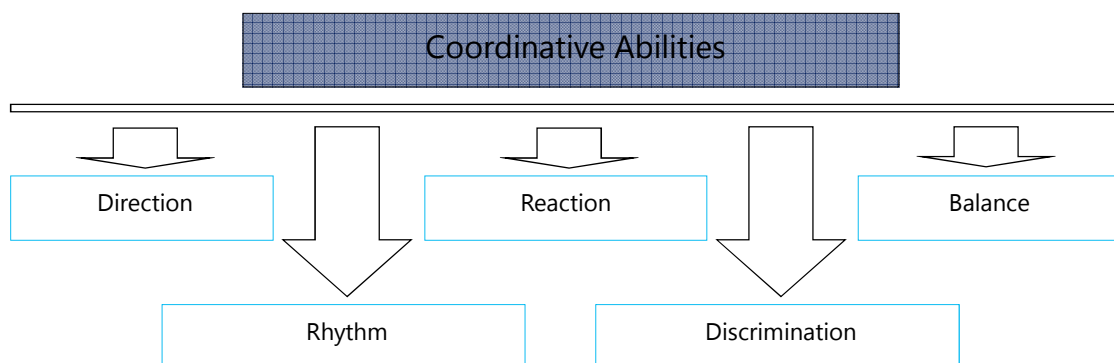 Coordinative Abilities
Direction
Reaction
Balance
Rhythm
Discrimination